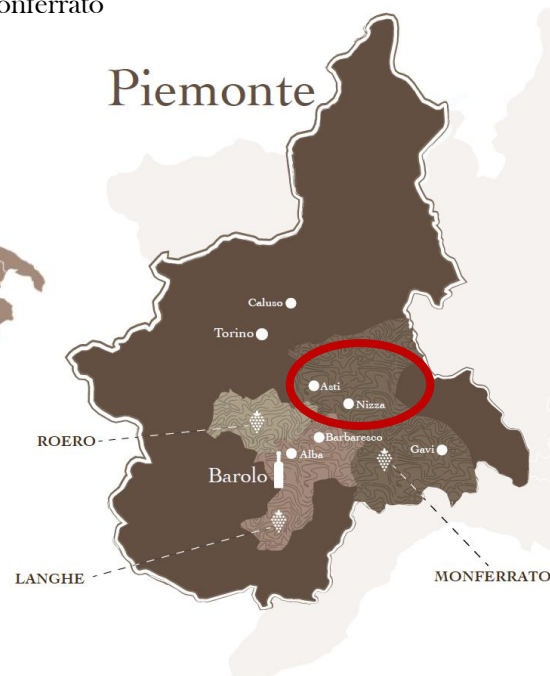 onferrato
Piemonte
Caluso
Torino
Asti
Nizza
ROERO
Barbaresco
Gavi
Alba
Barolo
LANGHE
MONFERRATO